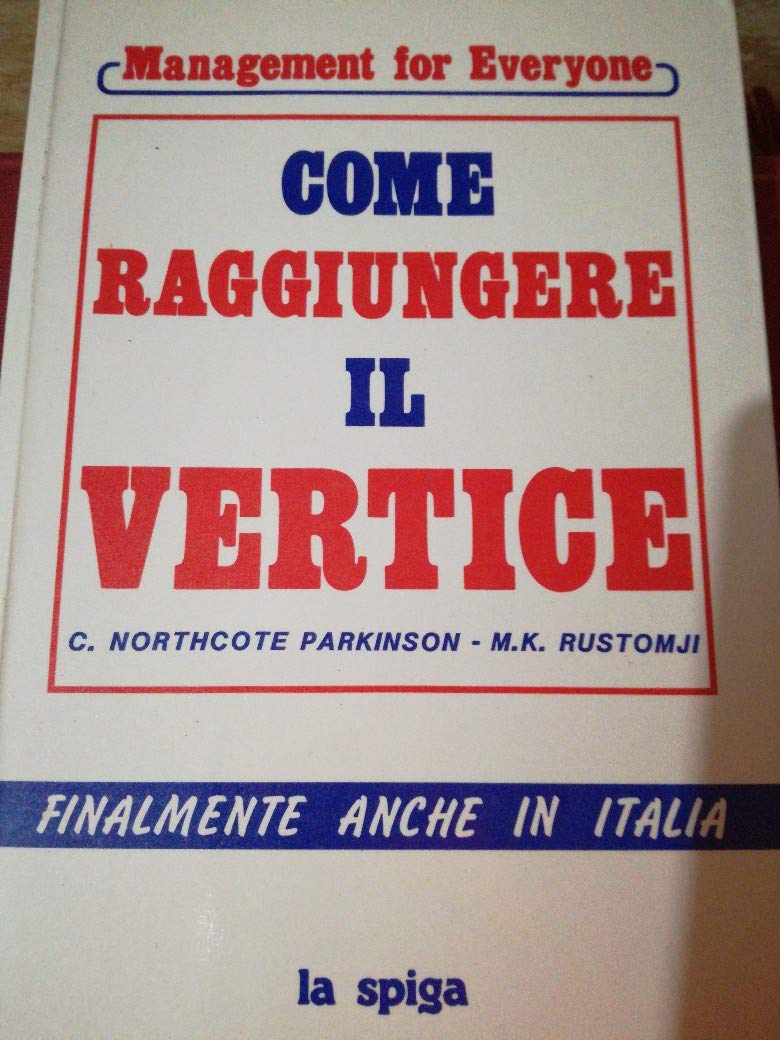 Management for Everyone
COME
RAGGIUNGERE
IL
VERTICE
C. NORTHCOTE PARKINSON - M.K. RUSTOMJI
FINALMENTE ANCHE IN ITALIA
la spiga